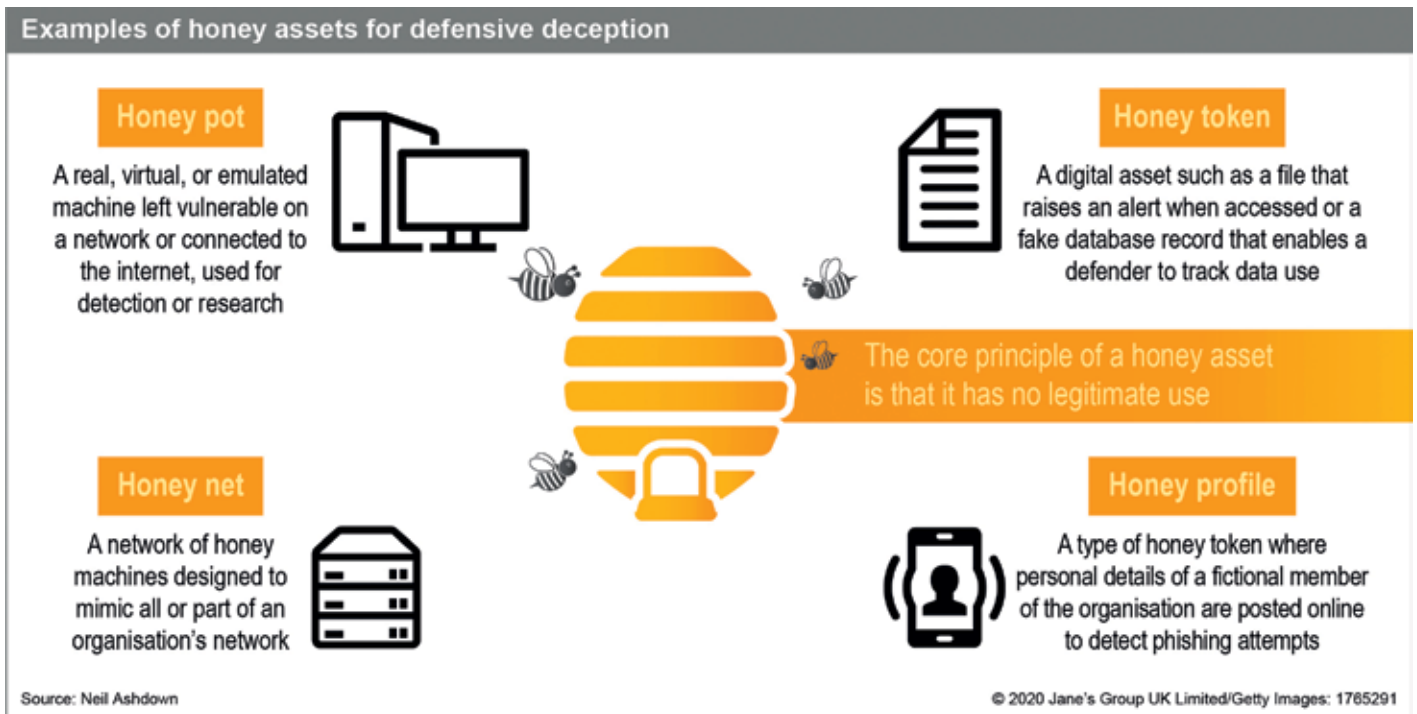 Examples of honey assets for defensive deception
Honey pot
A real, virtual, or emulated
machine left vulnerable on
a network or connected to
the internet, used for
detection or research
Honey token
A digital asset such as a file that
raises an alert when accessed or a
fake database record that enables a
defender to track data use
The core principle of a honey asset
is that it has no legitimate use
Honey net
A network of honey
machines designed to
mimic all or part of an
organisation's network
Honey profile
A type of honey token where
personal details of a fictional member
of the organisation are posted online
to detect phishing attempts
Source: Neil Ashdown
© 2020 Jane's Group UK Limited/Getty Images: 1765291